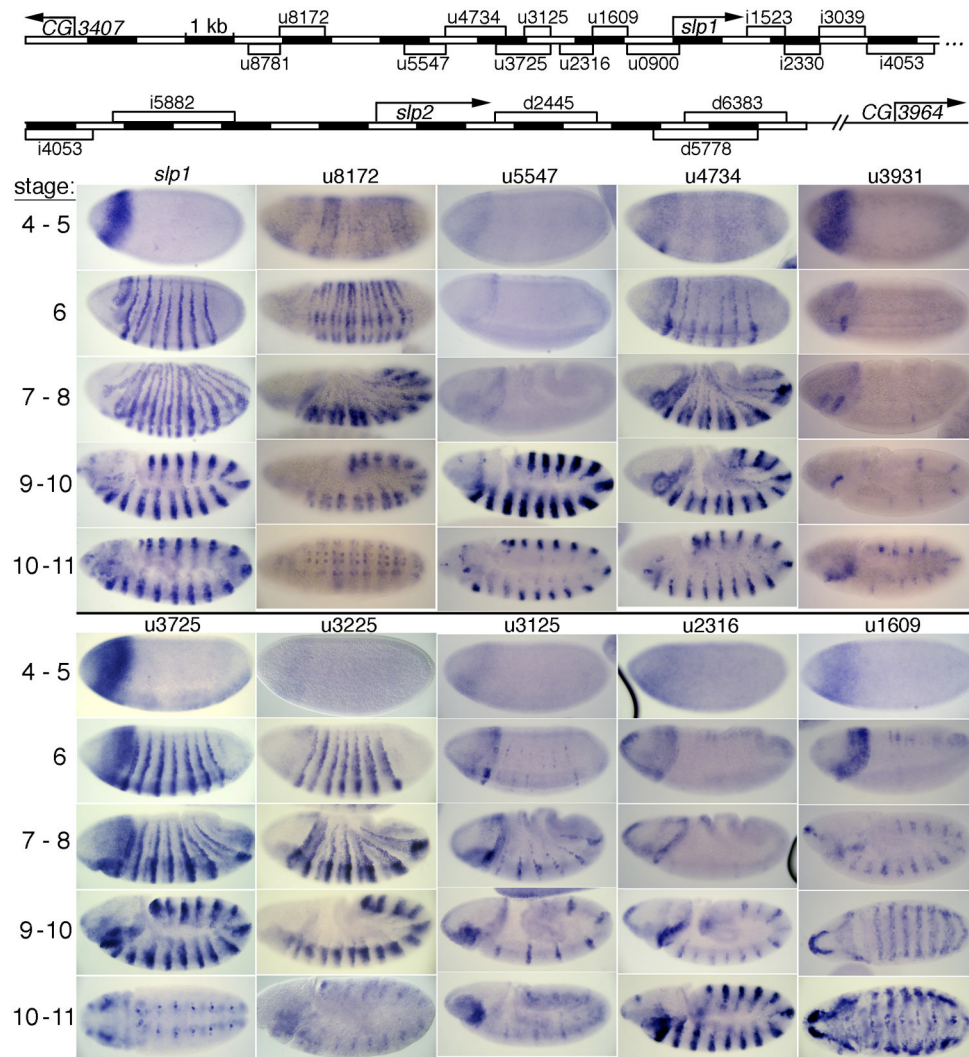 CG 3407 1 kb u8172 u4734 u3125 u1609 slp1 i1523 i3039
u8781 u5547 u3725 u2316 u0900 i2330 i4053 ...
i5882 slp2 d2445 d6383 CG 3964
i4053 d5778
stage: slp1 u8172 u5547 u4734 u3931
4 - 5
6
7 - 8
9 - 10
10 - 11
u3725 u3225 u3125 u2316 u1609
4 - 5
6
7 - 8
9 - 10
10 - 11